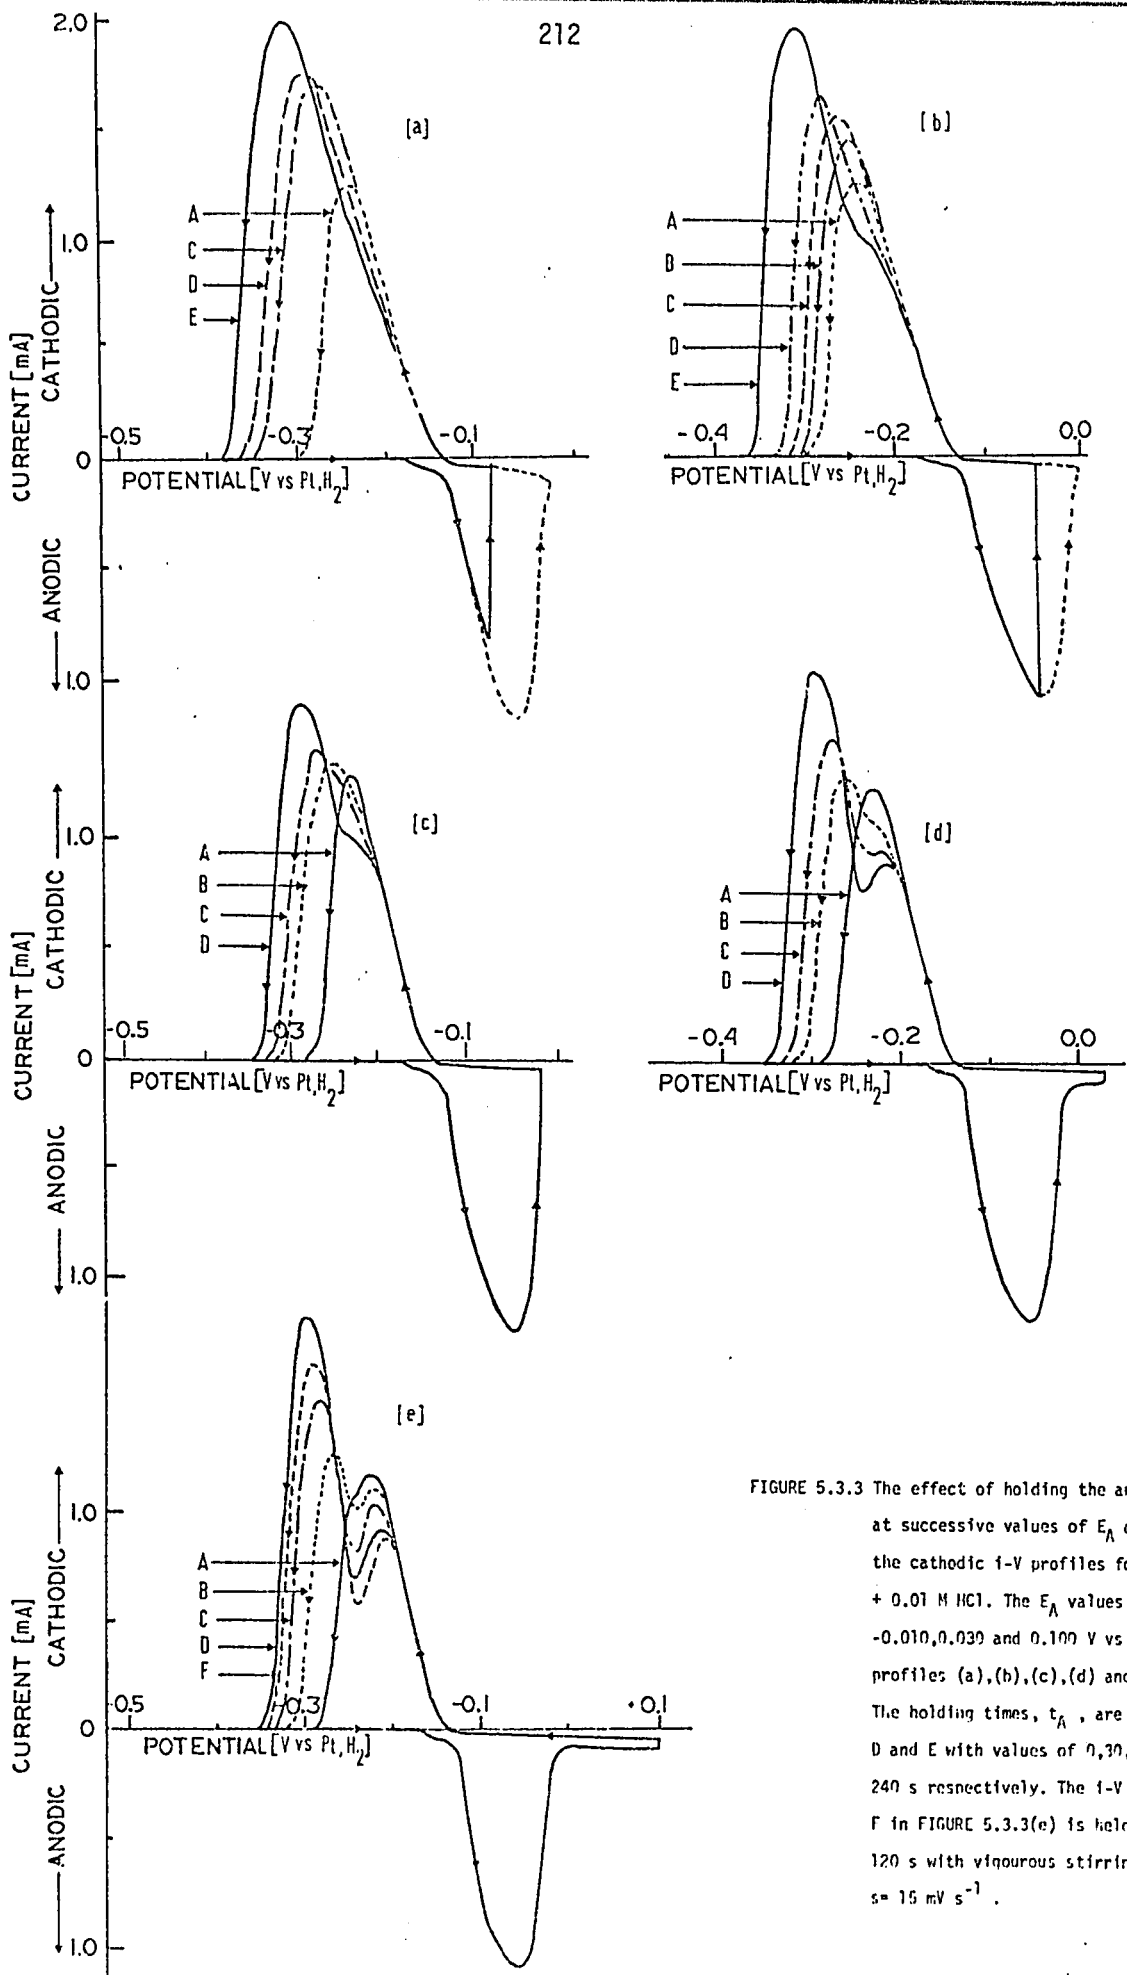 212
2.0
1.0
0
1.0
CURRENT [mA]
CATHODIC
ANODIC
[a]
A
C
D
E
-0.5
-0.3
-0.1
POTENTIAL [V vs Pt,H2]
[b]
A
B
C
D
E
-0.4
-0.2
0.0
POTENTIAL [V vs Pt,H2]
1.0
0
1.0
CURRENT [mA]
CATHODIC
ANODIC
[c]
A
B
C
D
-0.5
-0.3
-0.1
POTENTIAL [V vs Pt,H2]
[d]
A
B
C
D
-0.4
-0.2
0.0
POTENTIAL [V vs Pt,H2]
1.0
0
1.0
CURRENT [mA]
CATHODIC
ANODIC
[e]
A
B
C
D
F
-0.5
-0.3
-0.1
0.1
POTENTIAL [V vs Pt,H2]
FIGURE 5.3.3 The effect of holding the
at successive values of EA
the cathodic i-V profiles
+ 0.01 M HCl. The EA values
-0.010,0.030 and 0.100 V vs
profiles (a),(b),(c),(d) and
The holding times, tA , are
D and E with values of 0,30,
240 s respectively. The i-V
F in FIGURE 5.3.3(e) is held
120 s with vigourous
s= 15 mV s-1 .